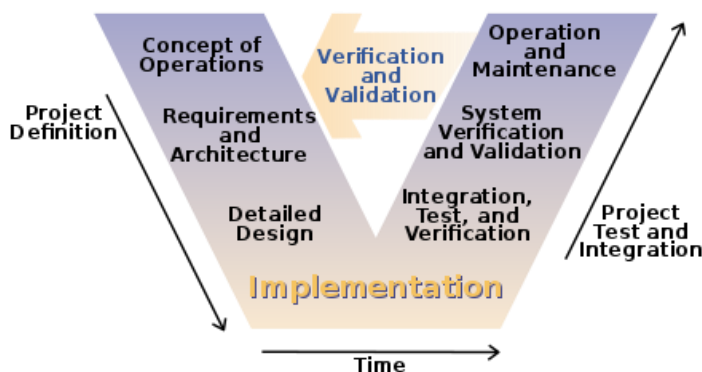 Concept of
Operations
Verification
and
Validation
Operation
and
Maintenance
Project
Definition
Requirements
and
Architecture
System
Verification
and Validation
Detailed
Design
Integration,
Test, and
Verification
Project
Test and
Integration
Implementation
Time